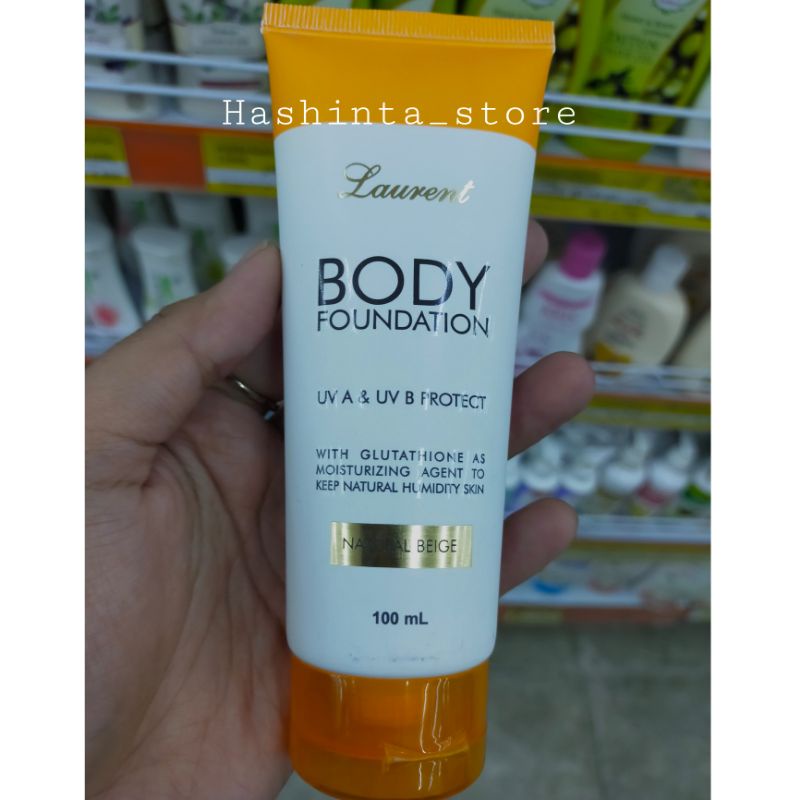 Hashinta_store
Laurent
BODY
FOUNDATION
UV A & UV B PROTECT
WITH GLUTATHIONE AS
MOISTURIZING AGENT TO
KEEP NATURAL HUMIDITY SKIN
NATURAL BEIGE
100 mL